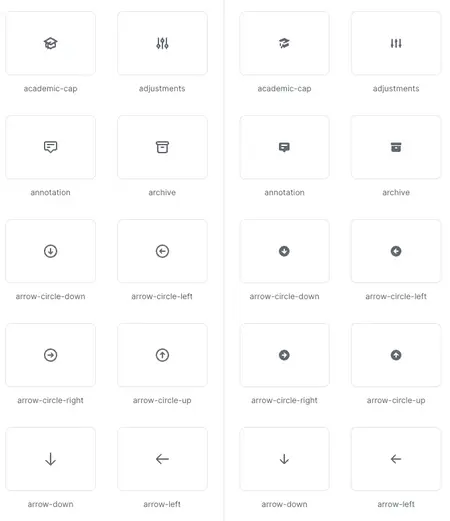 academic-cap adjustments academic-cap adjustments
annotation archive annotation archive
arrow-circle-down arrow-circle-left arrow-circle-down arrow-circle-left
arrow-circle-right arrow-circle-up arrow-circle-right arrow-circle-up
arrow-down arrow-left arrow-down arrow-left